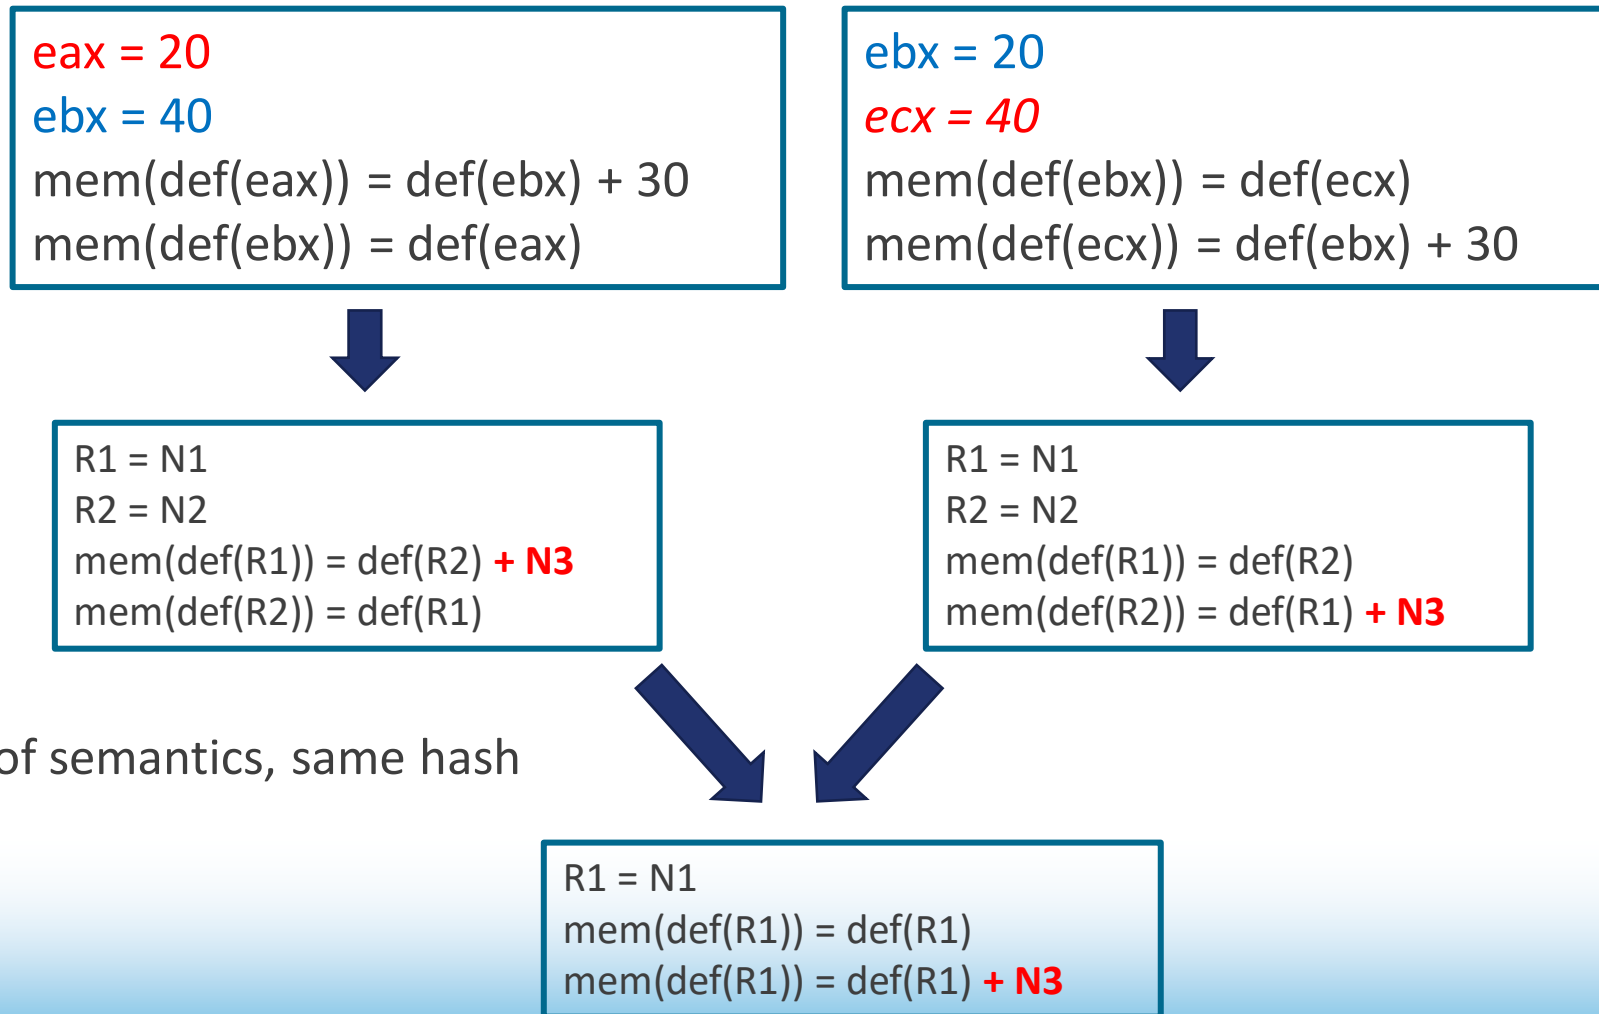 eax = 20
ebx = 40
mem(def(eax)) = def(ebx) + 30
mem(def(ebx)) = def(eax)
ebx = 20
ecx = 40
mem(def(ebx)) = def(ecx)
mem(def(ecx)) = def(ebx) + 30
R1 = N1
R2 = N2
mem(def(R1)) = def(R2) + N3
mem(def(R2)) = def(R1)
R1 = N1
R2 = N2
mem(def(R1)) = def(R2)
mem(def(R2)) = def(R1) + N3
of semantics, same hash
R1 = N1
mem(def(R1)) = def(R1)
mem(def(R1)) = def(R1) + N3